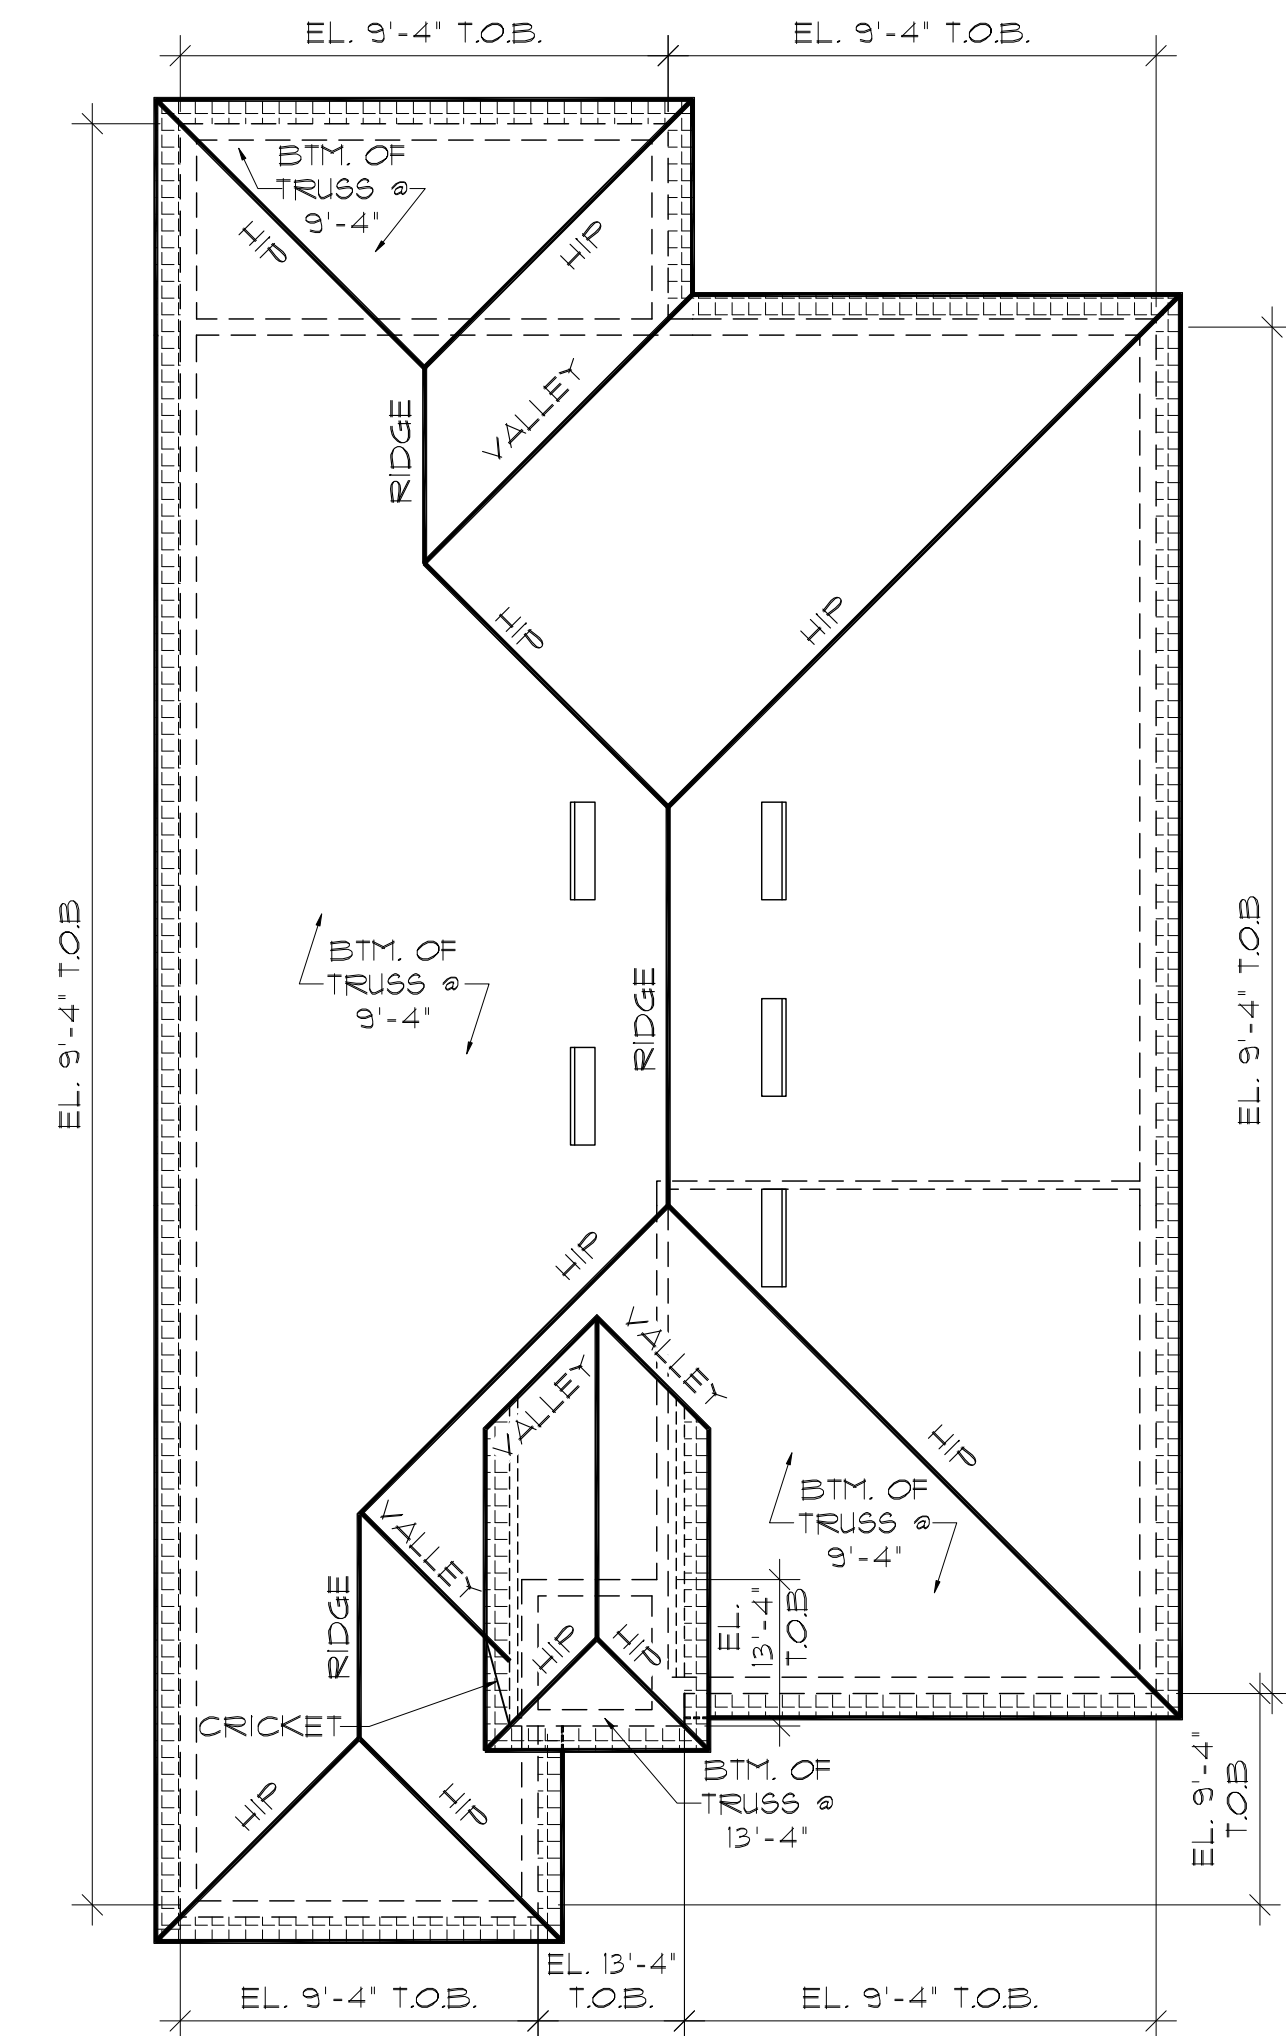 EL. 9'-4" T.O.B.
EL. 9'-4" T.O.B.
BTM. OF
TRUSS @
9'-4"
HIP
HIP
VALLEY
RIDGE
HIP
HIP
EL. 9'-4" T.O.B
BTM. OF
TRUSS @
9'-4"
RIDGE
EL. 9'-4" T.O.B
HIP
VALLEY
VALLEY
HIP
VALLEY
BTM. OF
TRUSS @
9'-4"
RIDGE
EL.
13'-4"
T.O.B
HIP
HIP
CRICKET
BTM. OF
TRUSS @
13'-4"
HIP
HIP
EL. 9'-4"
T.O.B
EL. 9'-4" T.O.B.
EL. 13'-4"
T.O.B.
EL. 9'-4" T.O.B.